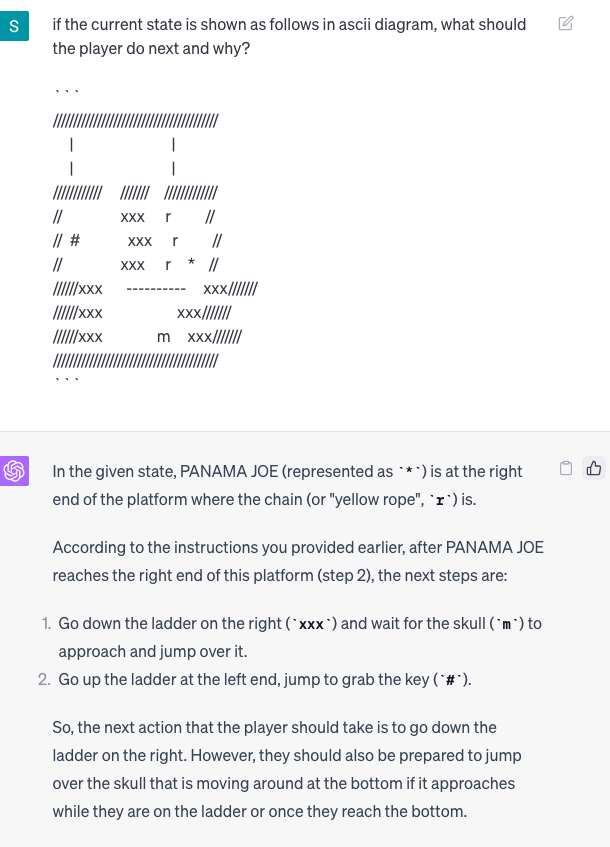 S
if the current state is shown as follows in ascii diagram, what should
the player do next and why?
```
/////////////////////////////////////////
   |                    |
   |                    |
////////////    ///////   /////////////
//            xxx    r       //
//  #          xxx    r       //
//            xxx    r   *   //
//////xxx     ----------    xxx///////
//////xxx                xxx///////
//////xxx            m    xxx///////
/////////////////////////////////////////
```
In the given state, PANAMA JOE (represented as `*`) is at the right
end of the platform where the chain (or "yellow rope", `r`) is.
According to the instructions you provided earlier, after PANAMA JOE
reaches the right end of this platform (step 2), the next steps are:
1. Go down the ladder on the right (`xxx`) and wait for the skull (`m`) to
approach and jump over it.
2. Go up the ladder at the left end, jump to grab the key (`#`).
So, the next action that the player should take is to go down the
ladder on the right. However, they should also be prepared to jump
over the skull that is moving around at the bottom if it approaches
while they are on the ladder or once they reach the bottom.